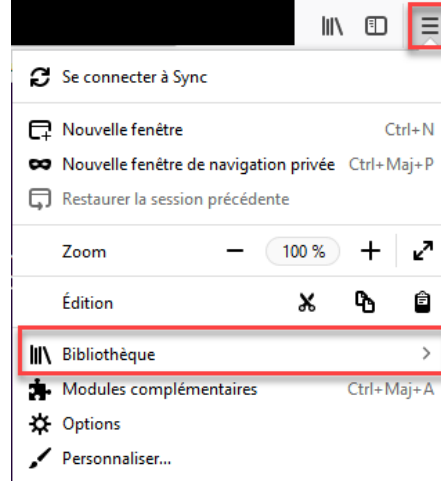 Se connecter à Sync
Nouvelle fenêtre Ctrl+N
Nouvelle fenêtre de navigation privée Ctrl+Maj+P
Restaurer la session précédente
Zoom 100 %
Édition
Bibliothèque
Modules complémentaires Ctrl+Maj+A
Options
Personnaliser...